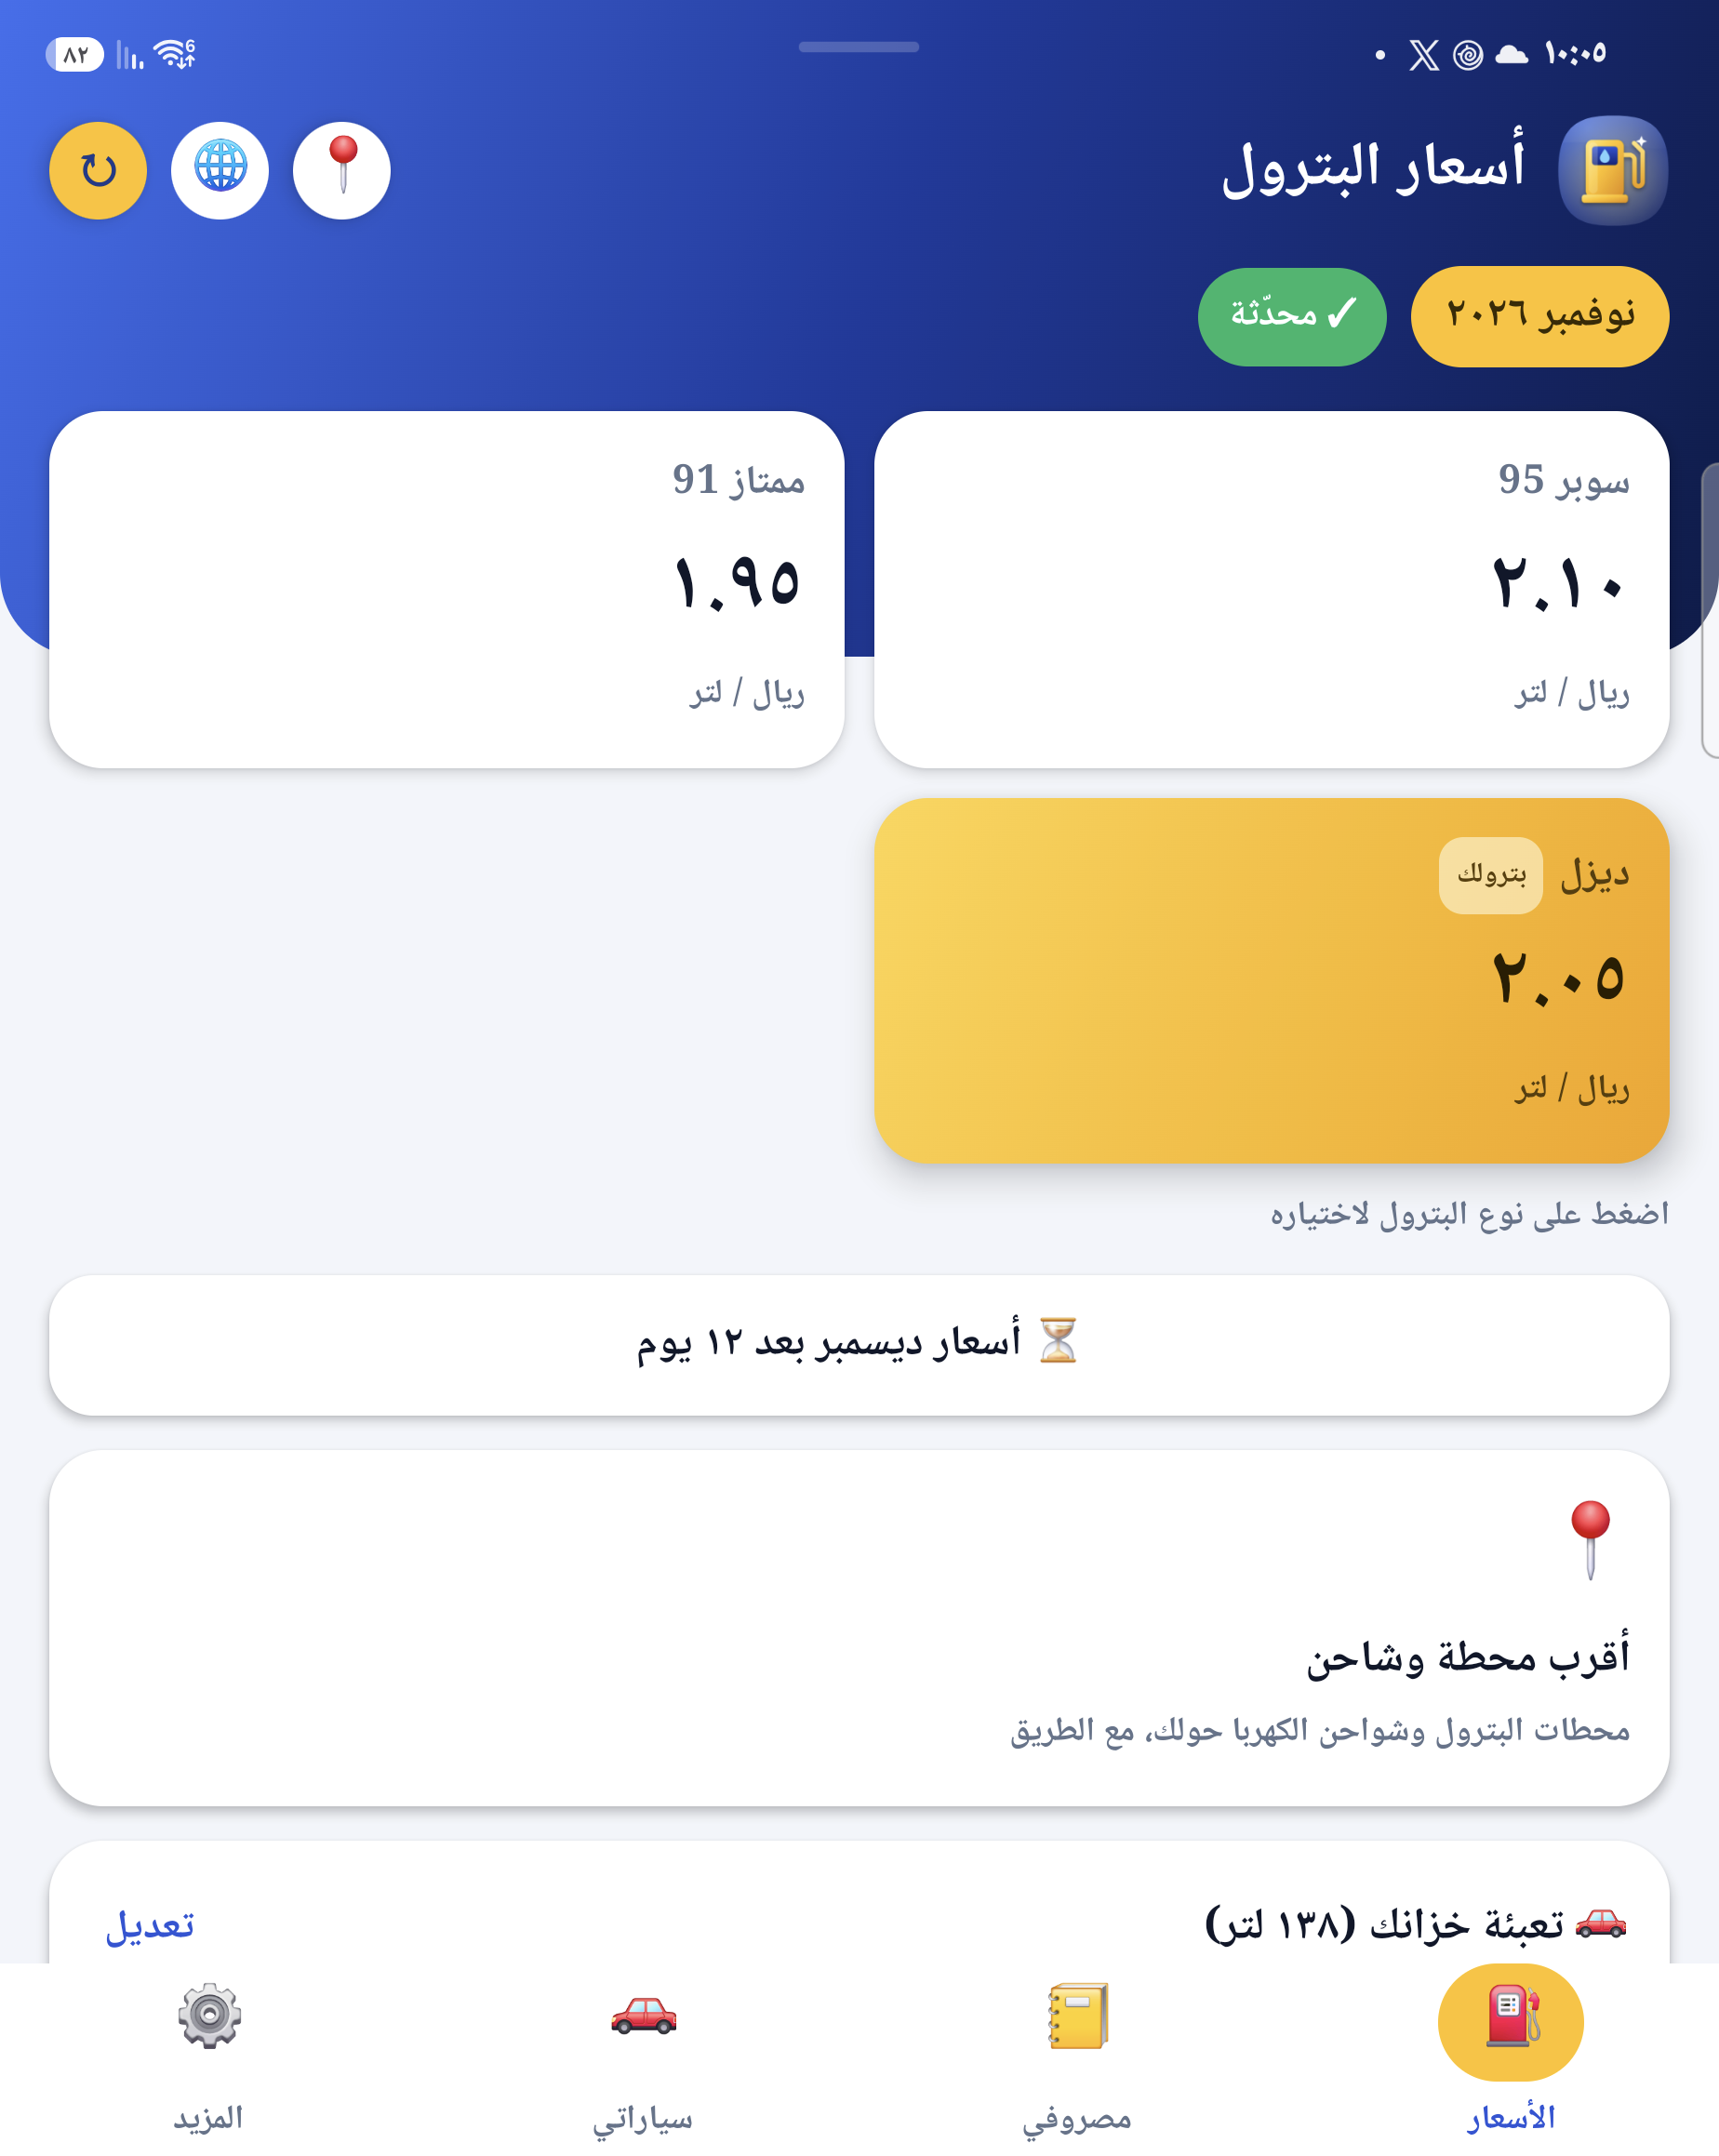 ١٠:٠٥
٨٢
6
أسعار البترول
نوفمبر ٢٠٢٦
✓ محدّثة
سوبر 95
٢.١٠
ريال / لتر
ممتاز 91
١.٩٥
ريال / لتر
ديزل بترولك
٢.٠٥
ريال / لتر
اضغط على نوع البترول لاختياره
⏳ أسعار ديسمبر بعد ١٢ يوم
أقرب محطة وشاحن
محطات البترول وشواحن الكهربا حولك، مع الطريق
🚗 تعبئة خزانك (١٣٨ لتر)
تعديل
الأسعار
مصروفي
سياراتي
المزيد